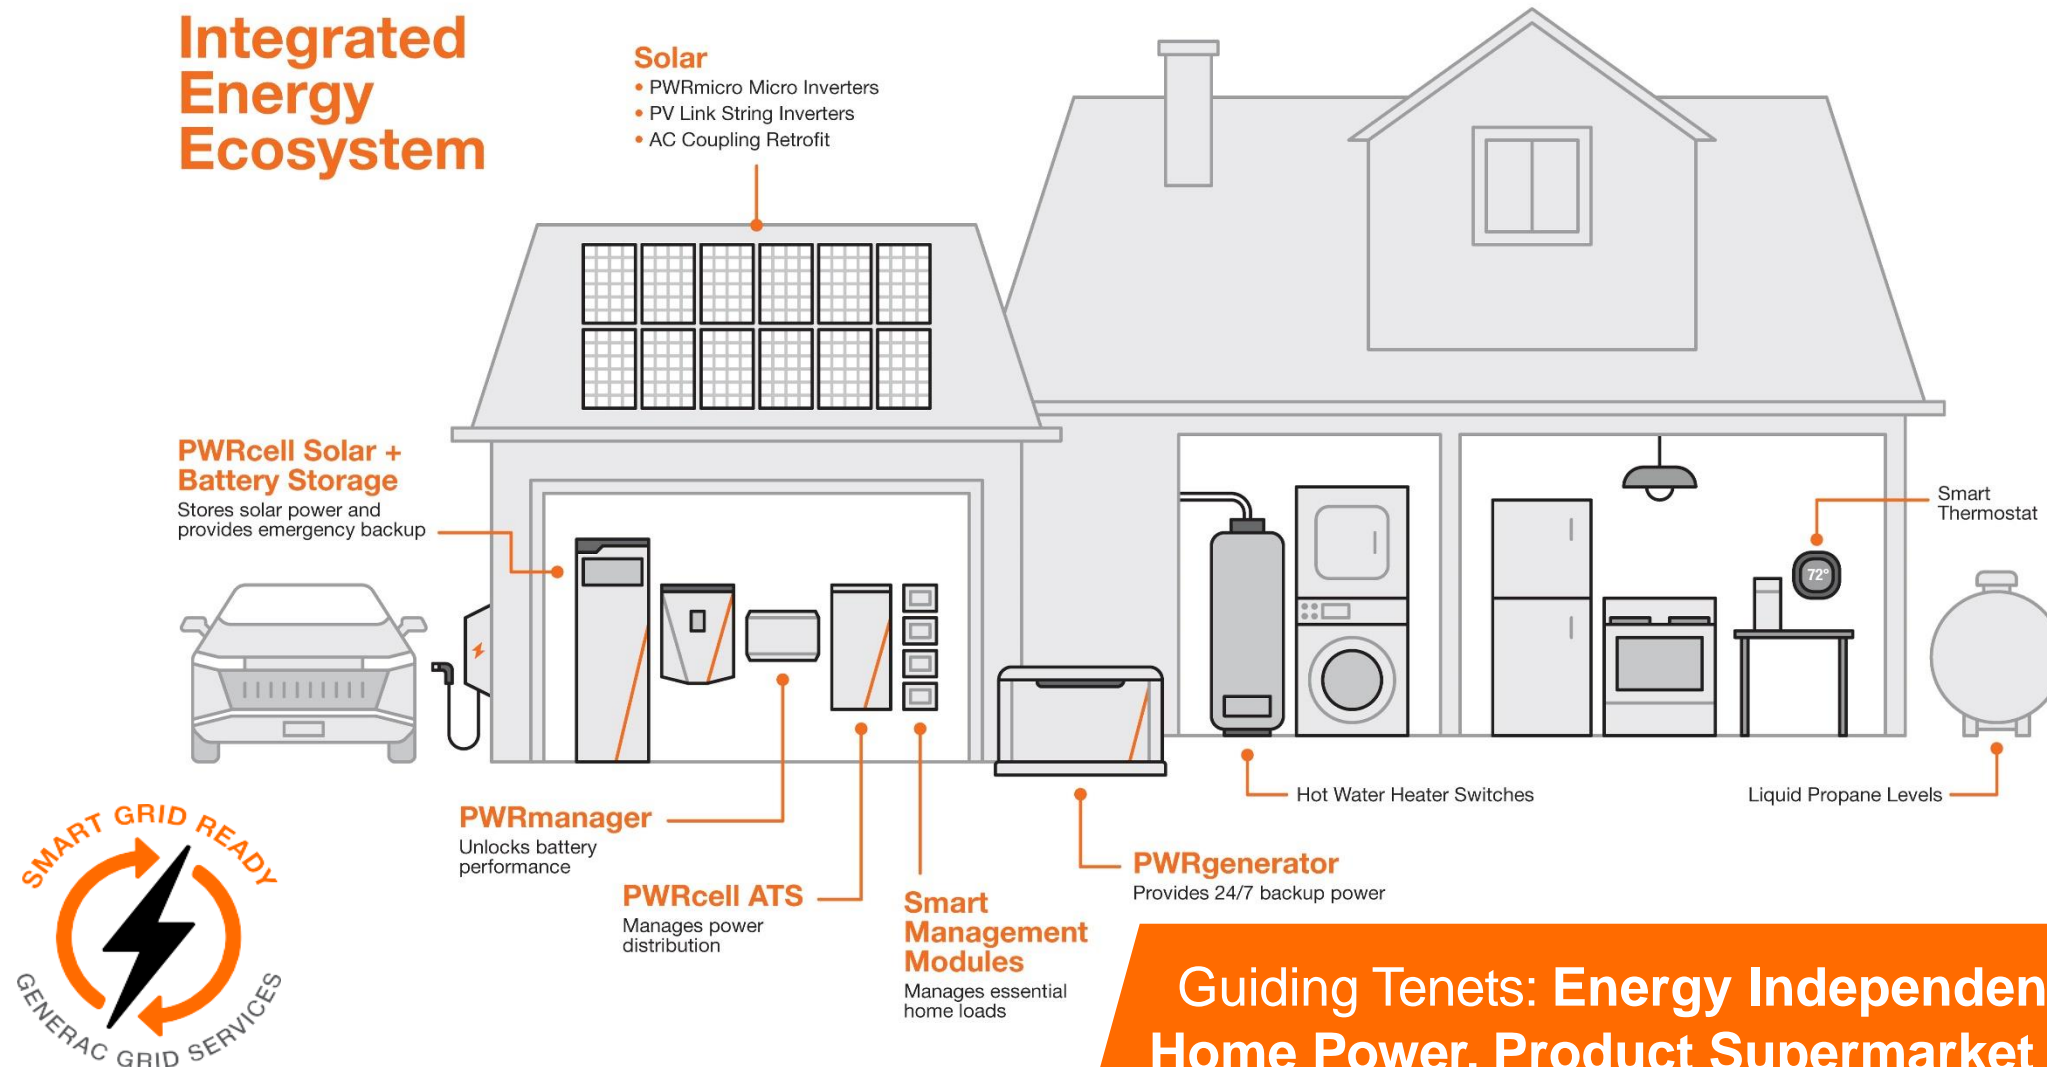 Integrated
Energy
Ecosystem
Solar
• PWRmicro Micro Inverters
• PV Link String Inverters
• AC Coupling Retrofit
PWRcell Solar +
Battery Storage
Stores solar power and
provides emergency backup
Smart
Thermostat
72°
Hot Water Heater Switches
Liquid Propane Levels
PWRmanager
Unlocks battery
performance
PWRcell ATS
Manages power
distribution
Smart
Management
Modules
Manages essential
home loads
PWRgenerator
Provides 24/7 backup power
SMART GRID READY
GENERAC GRID SERVICES
Guiding Tenets: Energy Independen
Home Power, Product Supermarket